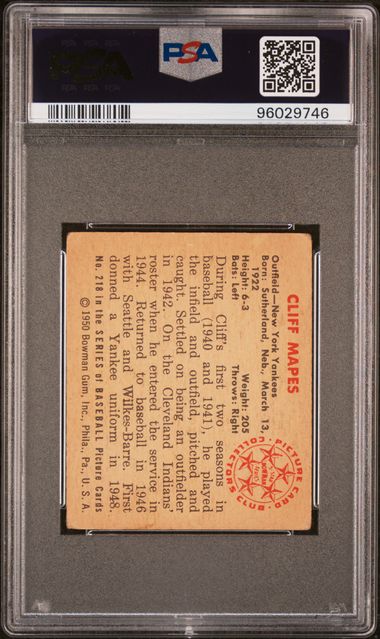 PSA
PSA
96029746
CLIFF MAPES
Outfield—New York Yankees
Born: Sutherland, Neb., March 13,
1922
Height: 6-3 Weight: 205
Bats: Left Throws: Right
During Cliff's first two seasons in
baseball (1940 and 1941), he played
the infield and outfield, pitched and
caught. Settled on being an outfielder
in 1942. On the Cleveland Indians'
roster when he entered the service in
1944. Returned to baseball in 1946
with Seattle and Wilkes-Barre. First
donned a Yankee uniform in 1948.
No. 218 in the SERIES of BASEBALL Picture Cards
© 1950 Bowman Gum, Inc., Phila., Pa., U. S. A.
PICTURE CARD
COLLECTORS CLUB
BOWMAN